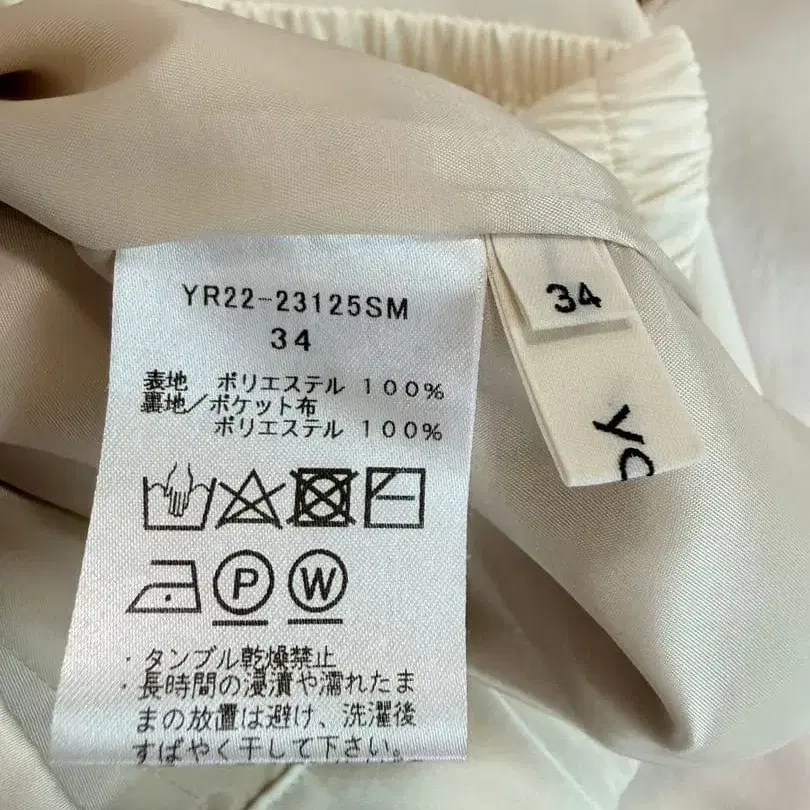 YR22-23125SM
34
表地 ポリエステル 100%
裏地/ポケット布
ポリエステル 100%
P W
・タンブル乾燥禁止
・長時間の浸漬や濡れたま
まの放置は避け、洗濯後
すばやく干して下さい。
34
YO